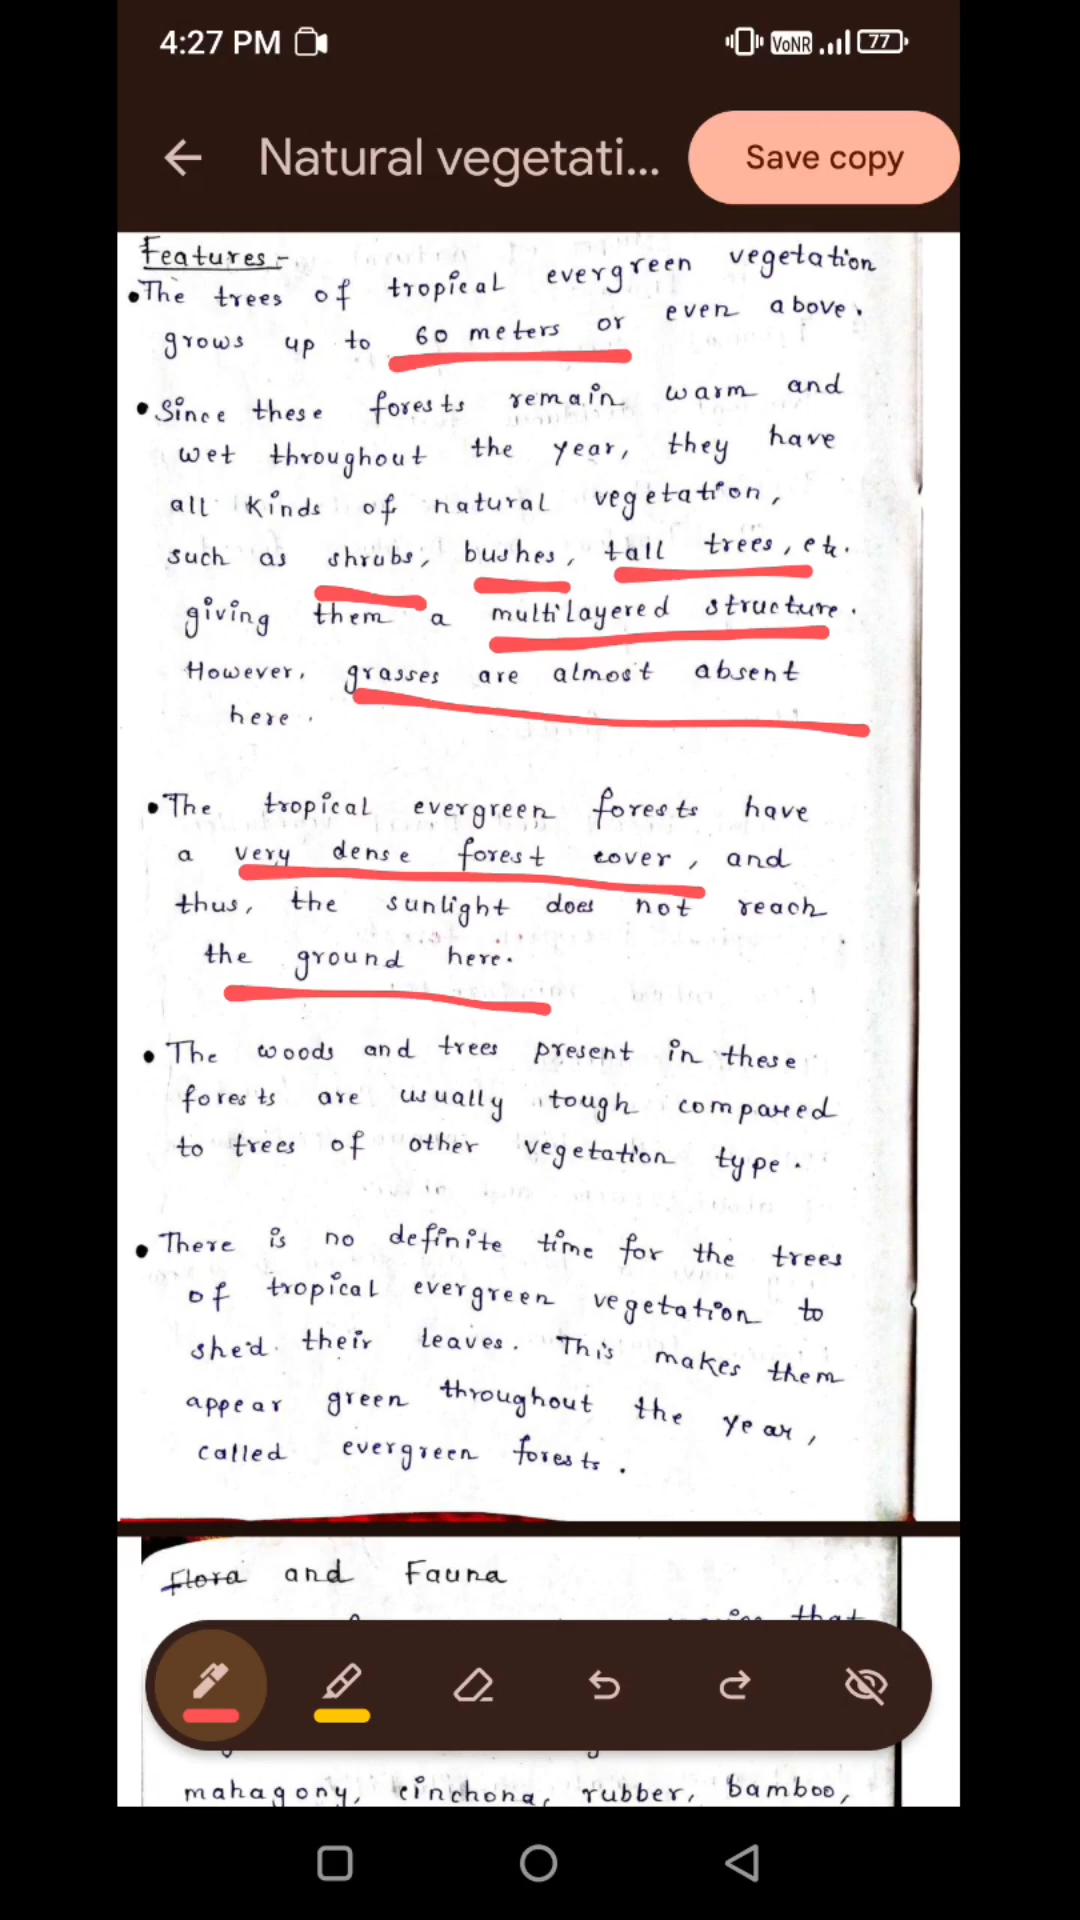 4:27 PM VoNR 77
Natural vegetati... Save copy
Features :-
•The trees of tropical evergreen vegetation
grows up to 60 meters or even above.
•Since these forests remain warm and
wet throughout the year, they have
all kinds of natural vegetation,
such as shrubs, bushes, tall trees, etc.
giving them a multilayered structure.
However, grasses are almost absent
here.
•The tropical evergreen forests have
a very dense forest cover, and
thus, the sunlight does not reach
the ground here.
•The woods and trees present in these
forests are usually tough compared
to trees of other vegetation type.
•There is no definite time for the trees
of tropical evergreen vegetation to
shed their leaves. This makes them
appear green throughout the year,
called evergreen forests.
Flora and Fauna
that
mahagony, cinchona, rubber, bamboo,